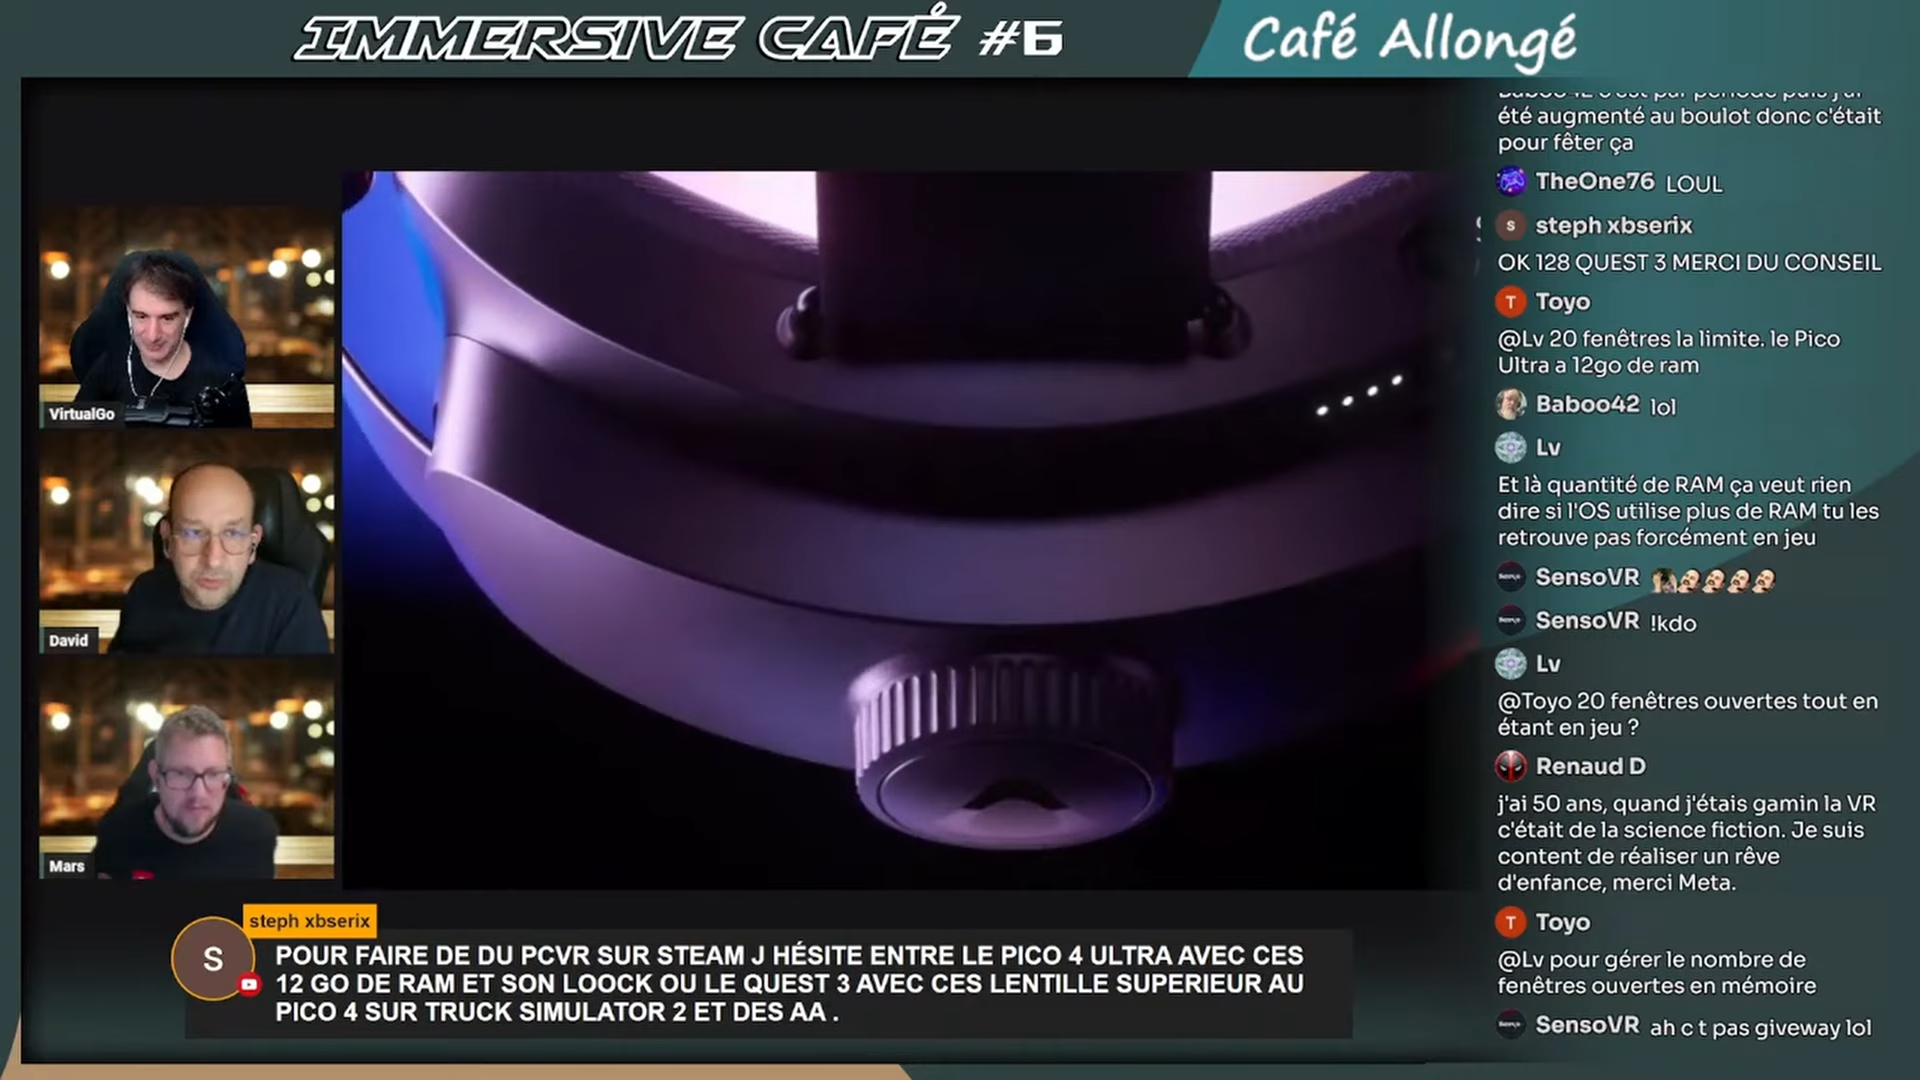 IMMERSIVE CAFÉ #6
Café Allongé
été augmenté au boulot donc c'était
pour fêter ça
TheOne76 LOUL
S steph xbserix
OK 128 QUEST 3 MERCI DU CONSEIL
T Toyo
@Lv 20 fenêtres la limite. le Pico
Ultra a 12go de ram
Baboo42 lol
Lv
Et là quantité de RAM ça veut rien
dire si l'OS utilise plus de RAM tu les
retrouve pas forcément en jeu
SensoVR
SensoVR !kdo
Lv
@Toyo 20 fenêtres ouvertes tout en
étant en jeu ?
Renaud D
j'ai 50 ans, quand j'étais gamin la VR
c'était de la science fiction. Je suis
content de réaliser un rêve
d'enfance, merci Meta.
T Toyo
@Lv pour gérer le nombre de
fenêtres ouvertes en mémoire
SensoVR ah c t pas giveway lol
VirtualGo
David
Mars
steph xbserix
S
POUR FAIRE DE DU PCVR SUR STEAM J HÉSITE ENTRE LE PICO 4 ULTRA AVEC CES
12 GO DE RAM ET SON LOOCK OU LE QUEST 3 AVEC CES LENTILLE SUPERIEUR AU
PICO 4 SUR TRUCK SIMULATOR 2 ET DES AA .